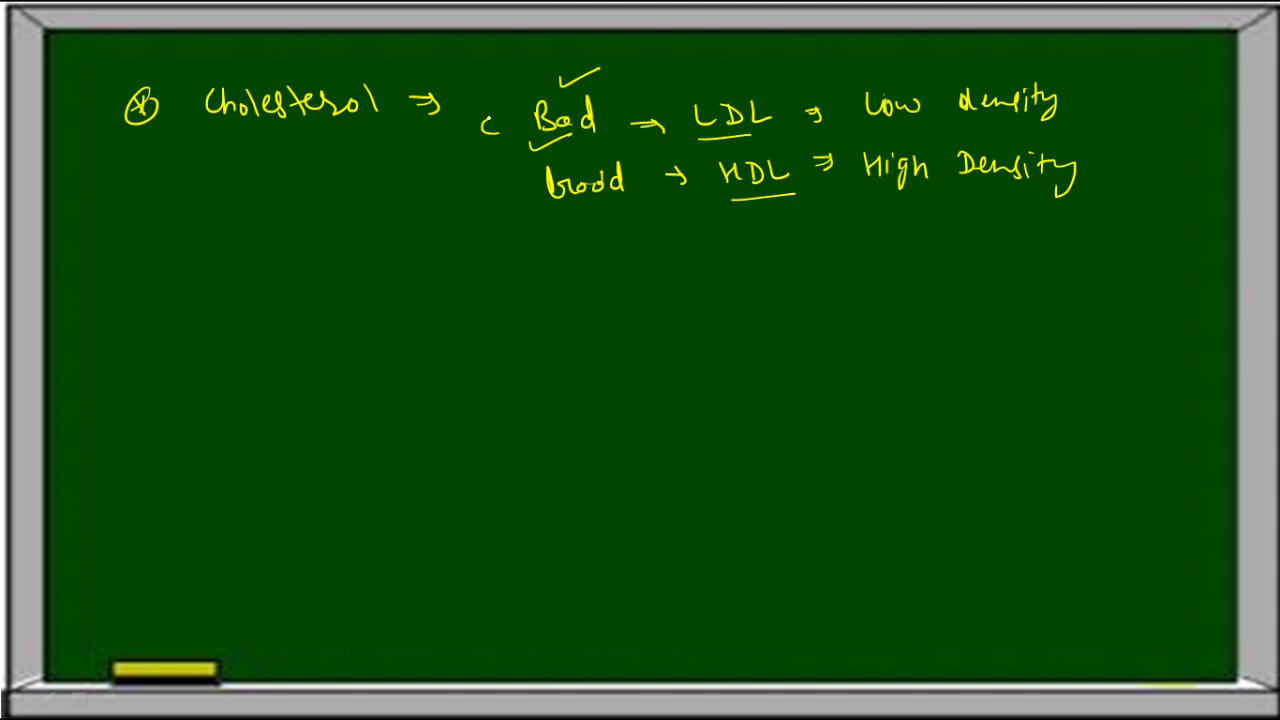 * Cholesterol ⇒ C Bad → LDL ⇒ Low density
Good → HDL ⇒ High Density